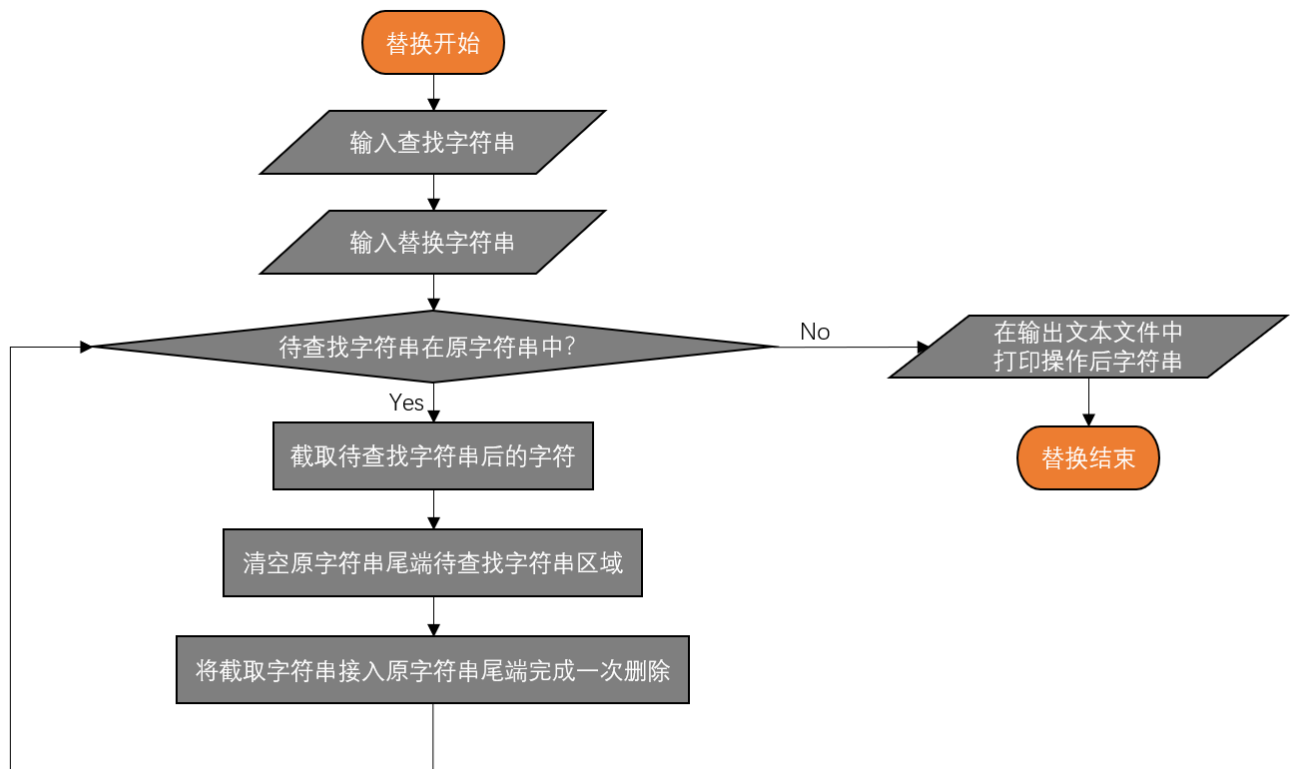 替换开始
输入查找字符串
输入替换字符串
待查找字符串在原字符串中?
No
在输出文本文件中
打印操作后字符串
Yes
替换结束
截取待查找字符串后的字符
清空原字符串尾端待查找字符串区域
将截取字符串接入原字符串尾端完成一次删除